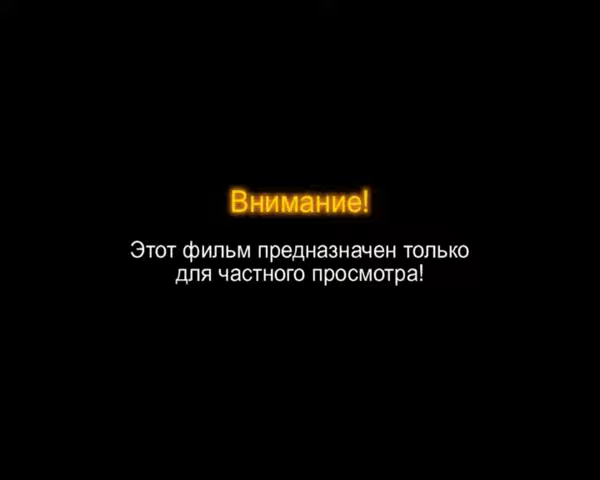 Внимание!
Этот фильм предназначен только
для частного просмотра!